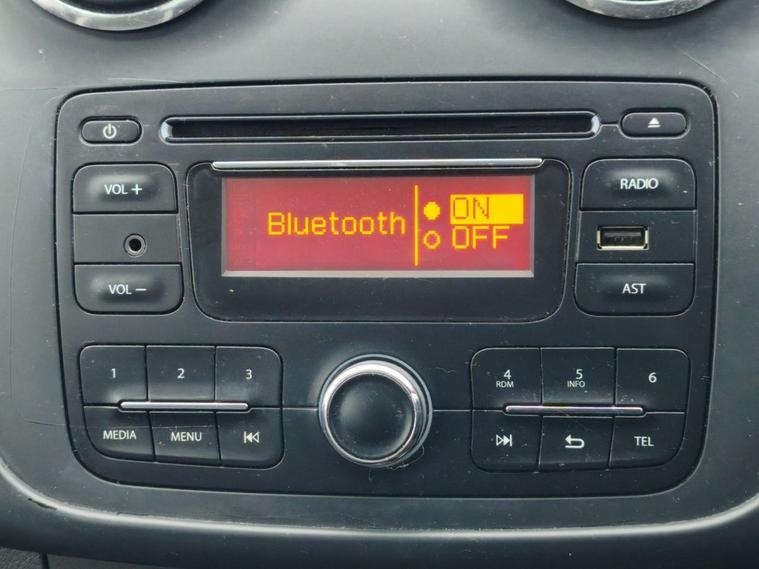 VOL +
RADIO
Bluetooth
ON
OFF
VOL −
AST
1
2
3
4
RDM
5
INFO
6
MEDIA
MENU
TEL